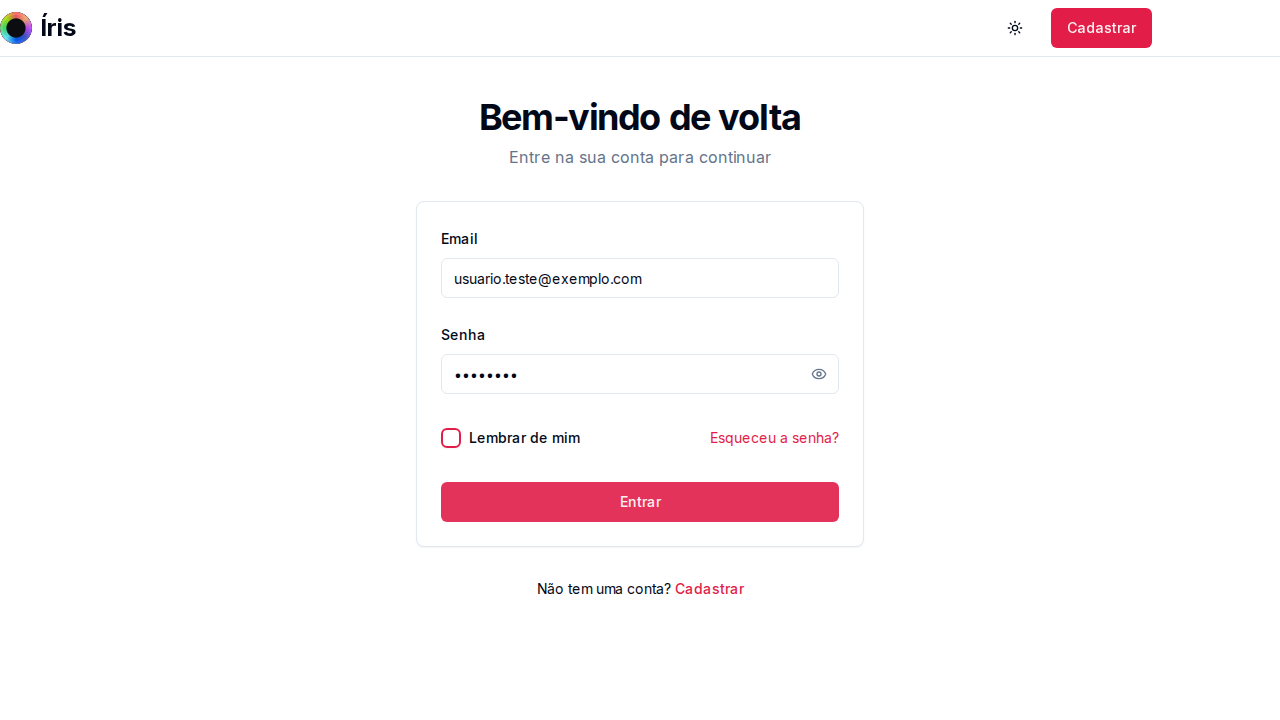 Íris
Cadastrar
Bem-vindo de volta
Entre na sua conta para continuar
Email
usuario.teste@exemplo.com
Senha
••••••••
Lembrar de mim
Esqueceu a senha?
Entrar
Não tem uma conta? Cadastrar